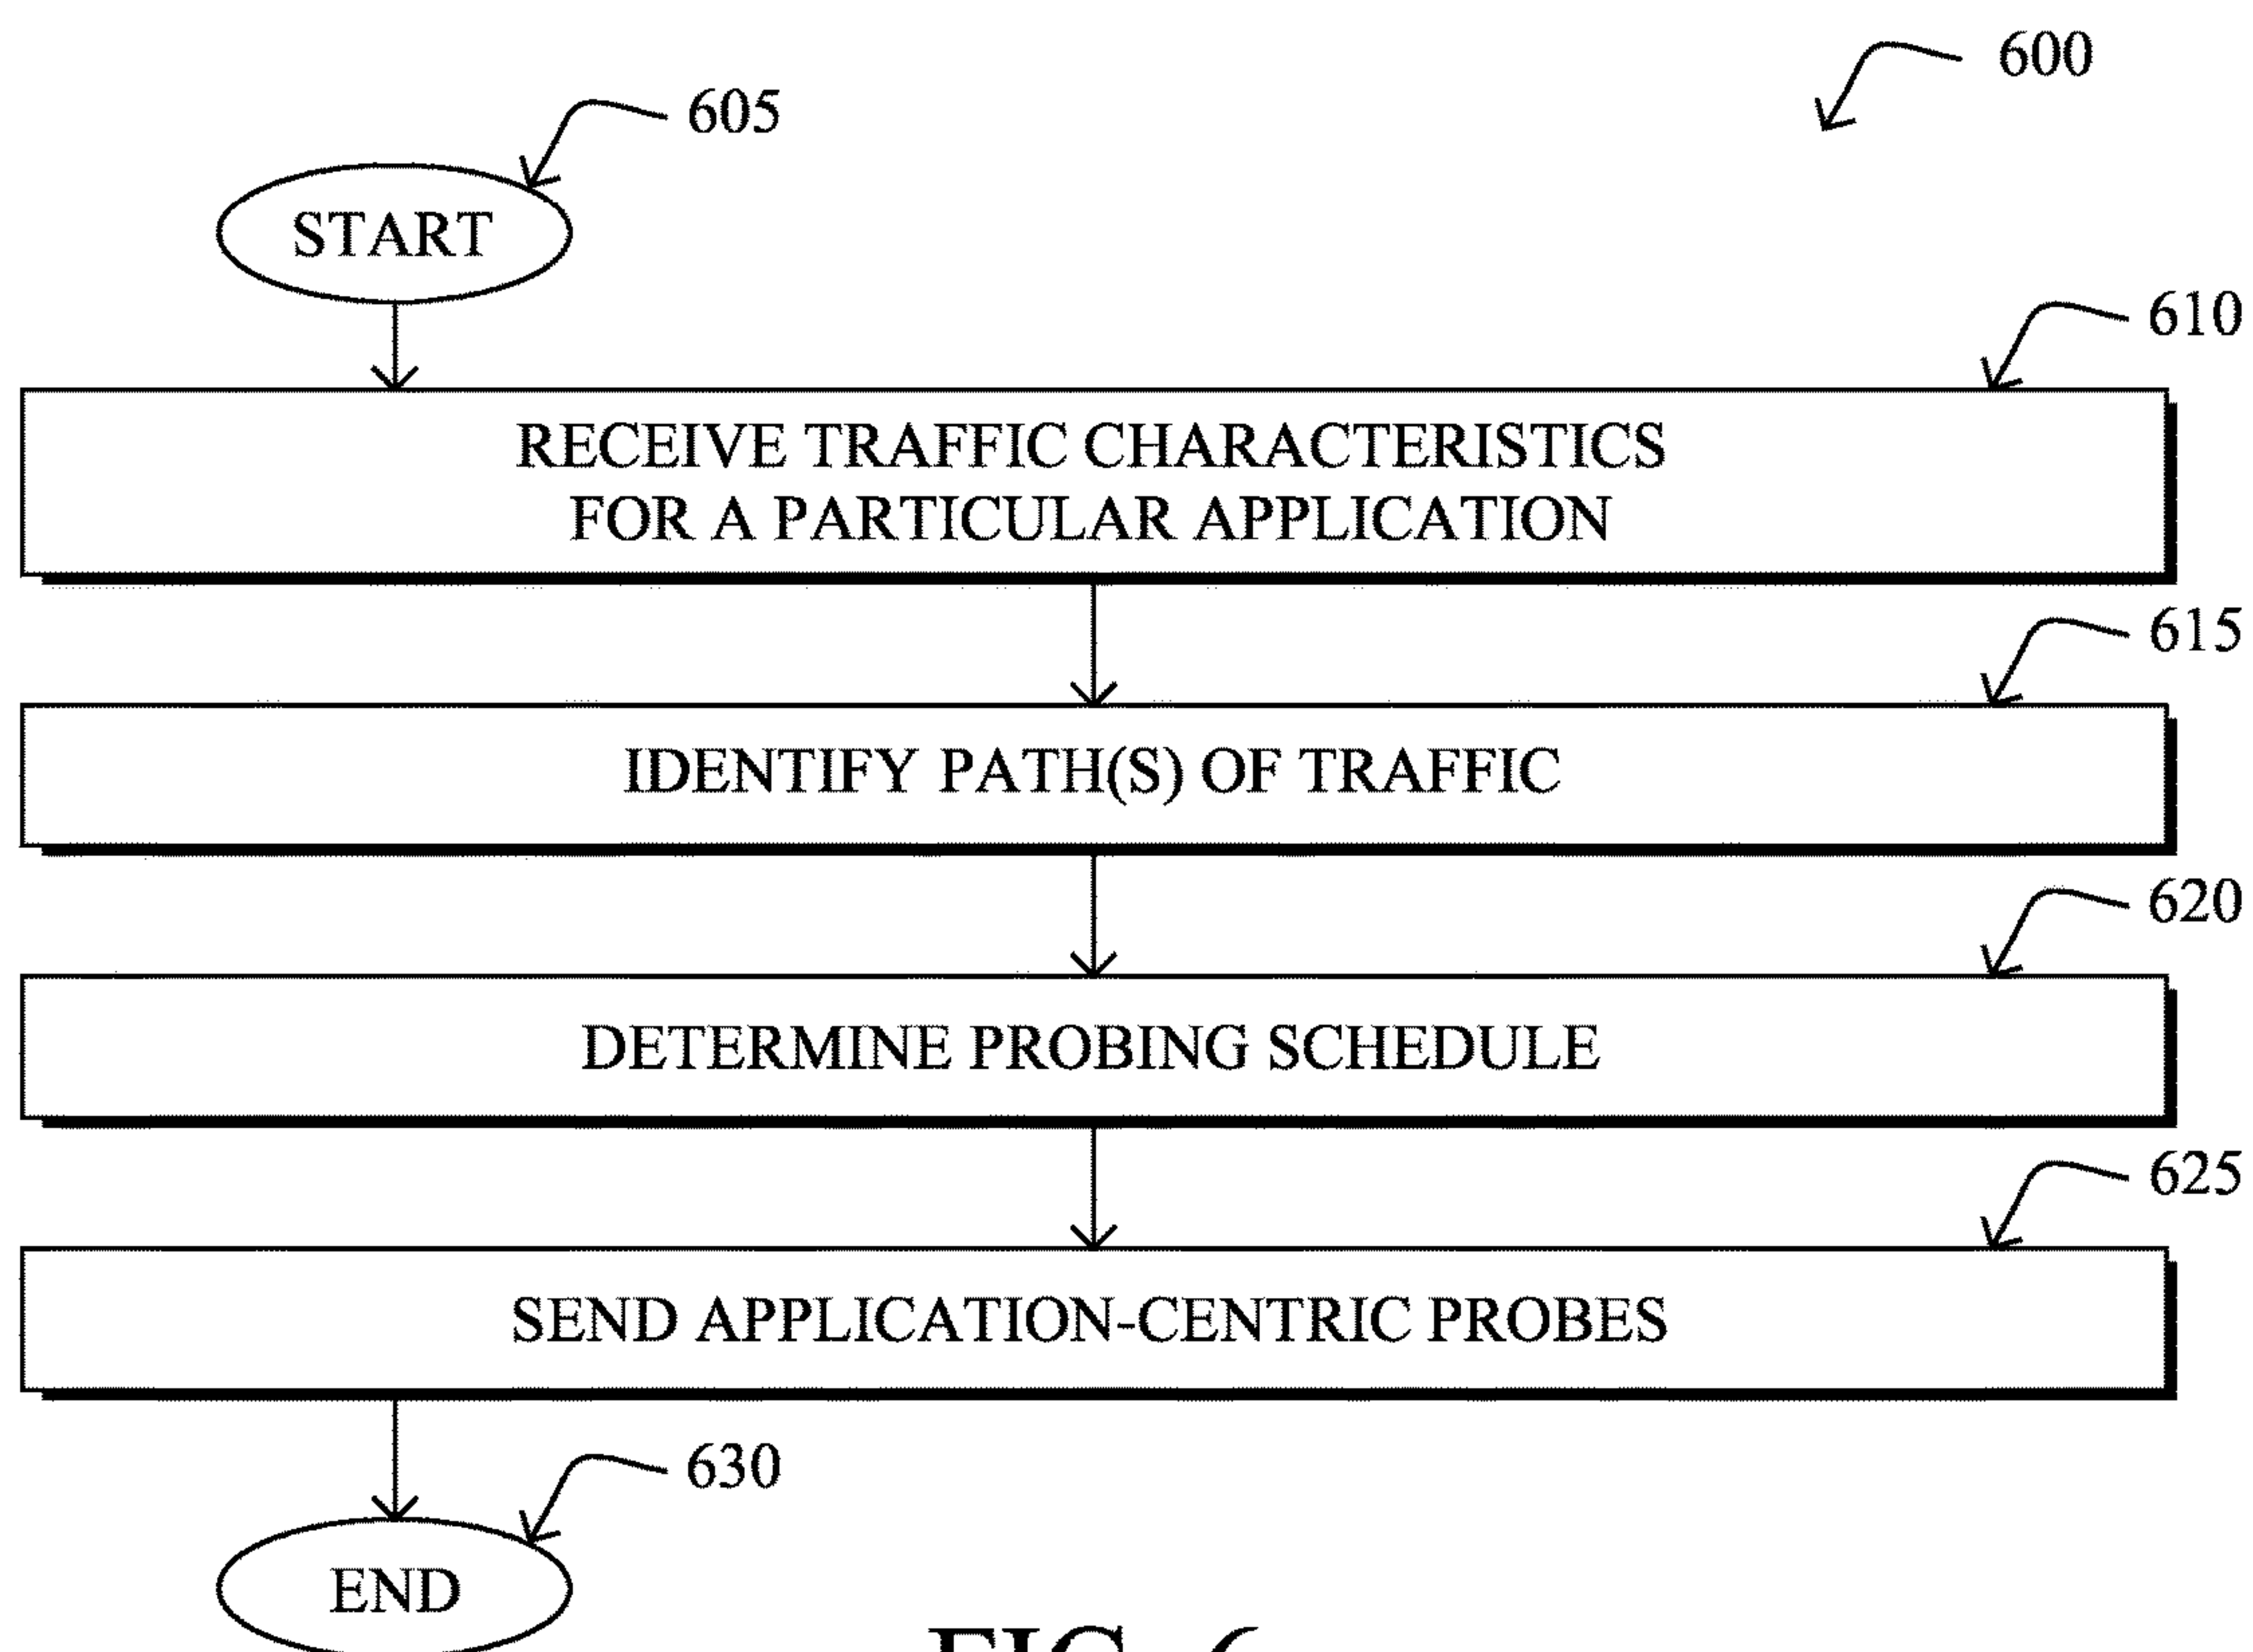 600
605
START
610
RECEIVE TRAFFIC CHARACTERISTICS
FOR A PARTICULAR APPLICATION
615
IDENTIFY PATH(S) OF TRAFFIC
620
DETERMINE PROBING SCHEDULE
625
SEND APPLICATION-CENTRIC PROBES
630
END